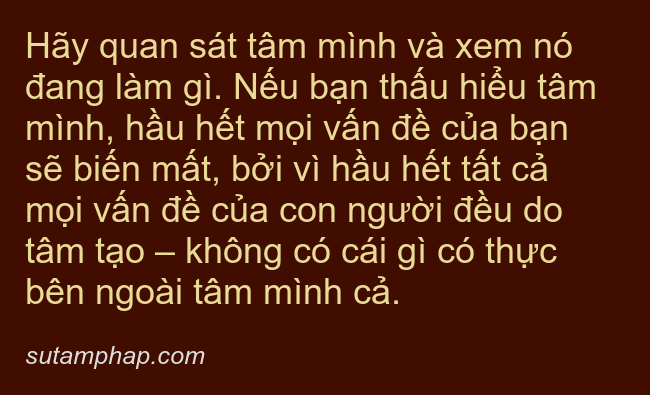 Hãy quan sát tâm mình và xem nó
đang làm gì. Nếu bạn thấu hiểu tâm
mình, hầu hết mọi vấn đề của bạn
sẽ biến mất, bởi vì hầu hết tất cả
mọi vấn đề của con người đều do
tâm tạo – không có cái gì có thực
bên ngoài tâm mình cả.
sutamphap.com